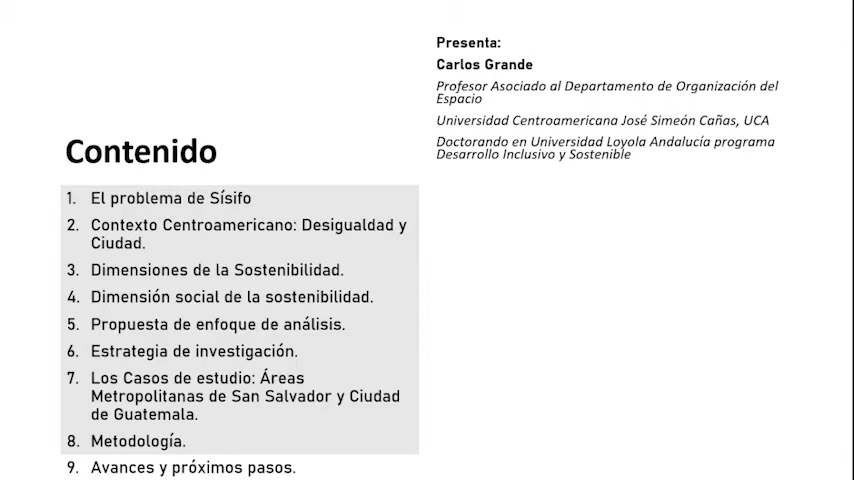 Presenta:
Carlos Grande
Profesor Asociado al Departamento de Organización del
Espacio
Universidad Centroamericana José Simeón Cañas, UCA
Doctorando en Universidad Loyola Andalucía programa
Desarrollo Inclusivo y Sostenible
Contenido
1. El problema de Sísifo
2. Contexto Centroamericano: Desigualdad y
Ciudad.
3. Dimensiones de la Sostenibilidad.
4. Dimensión social de la sostenibilidad.
5. Propuesta de enfoque de análisis.
6. Estrategia de investigación.
7. Los Casos de estudio: Áreas
Metropolitanas de San Salvador y Ciudad
de Guatemala.
8. Metodología.
9. Avances y próximos pasos.